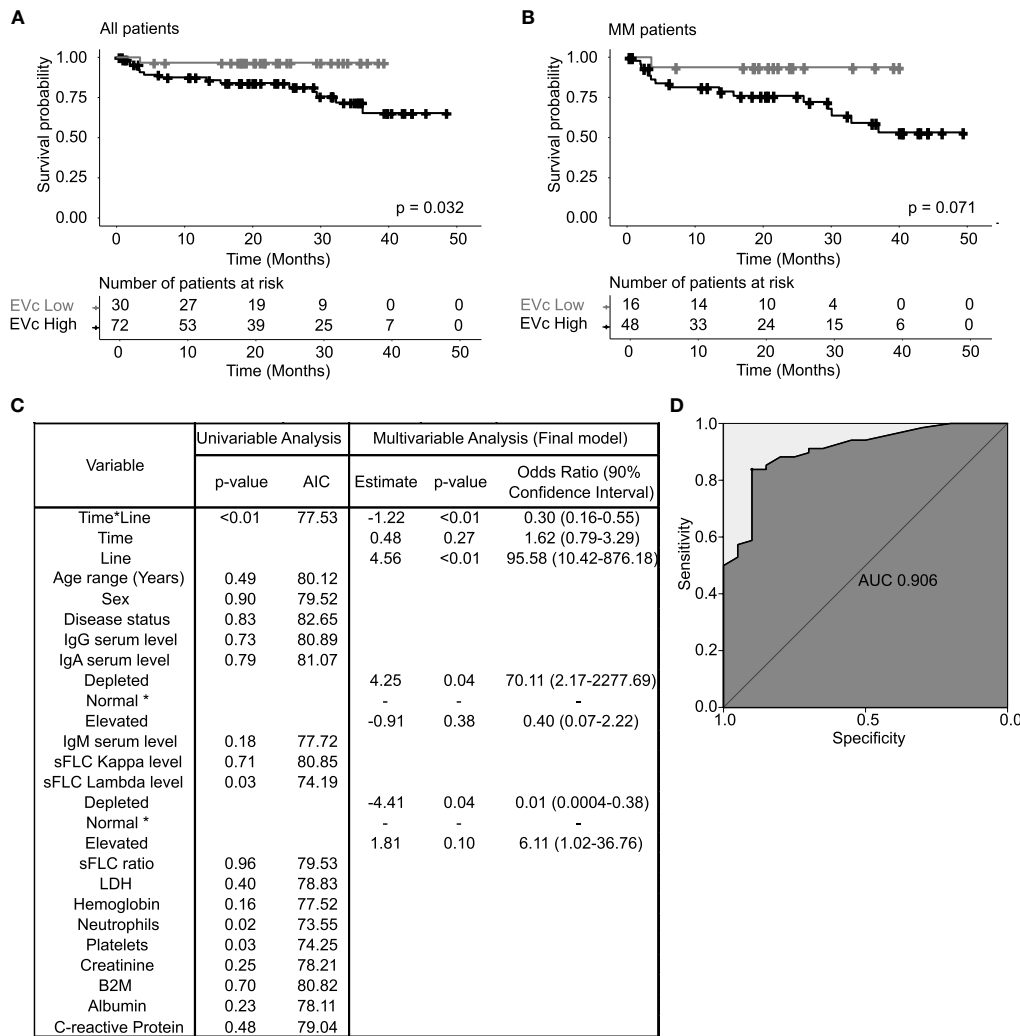 A
All patients
Survival probability
1.00
0.75
0.50
0.25
0.00
p = 0.032
0 10 20 30 40 50
Time (Months)
Number of patients at risk
EVc Low 30 27 19 9 0 0
EVc High 72 53 39 25 7 0
0 10 20 30 40 50
Time (Months)
B
MM patients
Survival probability
1.00
0.75
0.50
0.25
0.00
p = 0.071
0 10 20 30 40 50
Time (Months)
Number of patients at risk
EVc Low 16 14 10 4 0 0
EVc High 48 33 24 15 6 0
0 10 20 30 40 50
Time (Months)
C
Univariable Analysis Multivariable Analysis (Final model)
Variable p-value AIC Estimate p-value Odds Ratio (90%
Confidence Interval)
Time*Line <0.01 77.53 -1.22 <0.01 0.30 (0.16-0.55)
Time 0.48 0.27 1.62 (0.79-3.29)
Line 4.56 <0.01 95.58 (10.42-876.18)
Age range (Years) 0.49 80.12
Sex 0.90 79.52
Disease status 0.83 82.65
IgG serum level 0.73 80.89
IgA serum level 0.79 81.07
Depleted 4.25 0.04 70.11 (2.17-2277.69)
Normal * - - -
Elevated -0.91 0.38 0.40 (0.07-2.22)
IgM serum level 0.18 77.72
sFLC Kappa level 0.71 80.85
sFLC Lambda level 0.03 74.19
Depleted -4.41 0.04 0.01 (0.0004-0.38)
Normal * - - -
Elevated 1.81 0.10 6.11 (1.02-36.76)
sFLC ratio 0.96 79.53
LDH 0.40 78.83
Hemoglobin 0.16 77.52
Neutrophils 0.02 73.55
Platelets 0.03 74.25
Creatinine 0.25 78.21
B2M 0.70 80.82
Albumin 0.23 78.11
C-reactive Protein 0.48 79.04
D
Sensitivity
1.0
0.8
0.6
0.4
0.2
0.0
AUC 0.906
1.0 0.5 0.0
Specificity